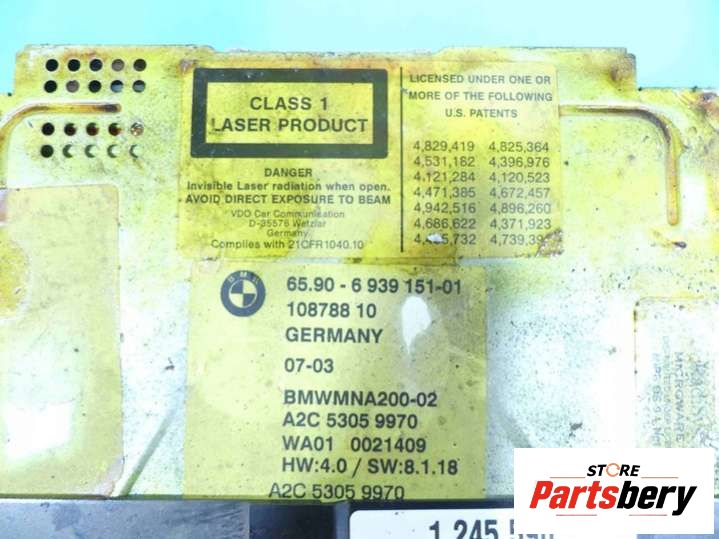 CLASS 1
LASER PRODUCT
DANGER
Invisible Laser radiation when open.
AVOID DIRECT EXPOSURE TO BEAM
VDO Car Communication
D-35576 Wetzlar
Germany
Complies with 21CFR1040.10
LICENSED UNDER ONE OR
MORE OF THE FOLLOWING
U.S. PATENTS
4,829,419 4,825,364
4,531,182 4,396,976
4,121,284 4,120,523
4,471,385 4,672,457
4,942,516 4,896,260
4,686,622 4,371,923
BMW
65.90 - 6 939 151-01
108788 10
GERMANY
07-03
BMWMNA200-02
A2C 5305 9970
WA01 0021409
HW:4.0 / SW:8.1.18
A2C 5305 9970
MICROWARE
1 245
STORE
Partsbery